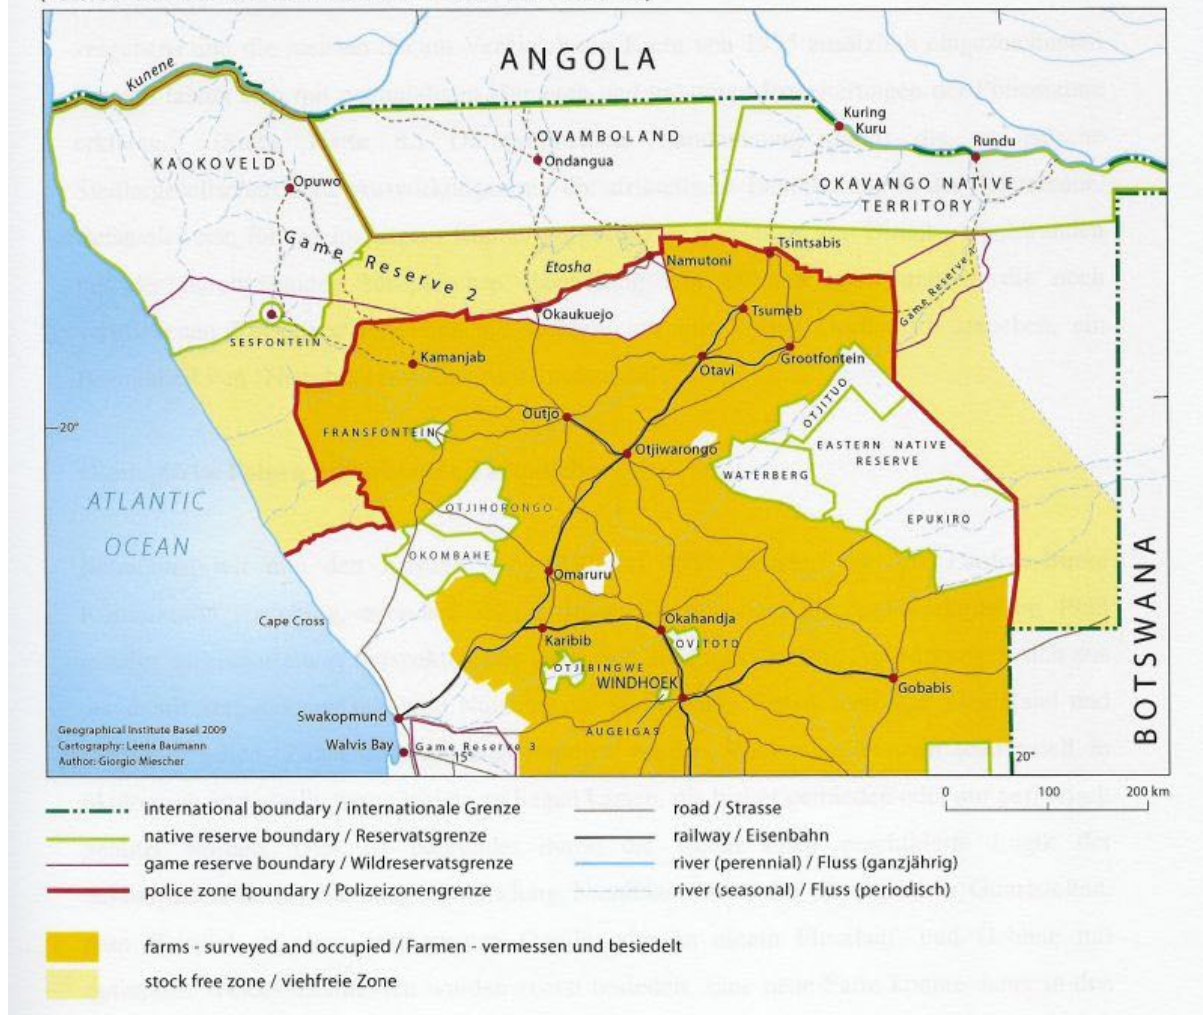 ANGOLA
Kunene
KAOKOVELD
Opuwo
OVAMBOLAND
Ondangua
Kuring
Kuru
Rundu
OKAVANGO NATIVE
TERRITORY
Game Reserve 2
Etosha
Namutoni
Tsintsabis
Game Reserve 1
SESFONTEIN
Okaukuejo
Tsumeb
Kamanjab
Otavi
Grootfontein
Outjo
OTJITUO
20°
FRANSFONTEIN
Otjiwarongo
EASTERN NATIVE
RESERVE
WATERBERG
ATLANTIC
OCEAN
OTJIHORONGO
EPUKIRO
OKOMBAHE
Omaruru
BOTSWANA
Cape Cross
Okahandja
Karibib
OVITOTO
OTJIBINGWE
WINDHOEK
Gobabis
Swakopmund
AUGEIGAS
Walvis Bay
Game Reserve 3
15°
20°
Geographical Institute Basel 2009
Cartography: Leena Baumann
Author: Giorgio Miescher
international boundary / internationale Grenze
native reserve boundary / Reservatsgrenze
game reserve boundary / Wildreservatsgrenze
police zone boundary / Polizeizonengrenze
road / Strasse
railway / Eisenbahn
river (perennial) / Fluss (ganzjährig)
river (seasonal) / Fluss (periodisch)
0 100 200 km
farms - surveyed and occupied / Farmen - vermessen und besiedelt
stock free zone / viehfreie Zone